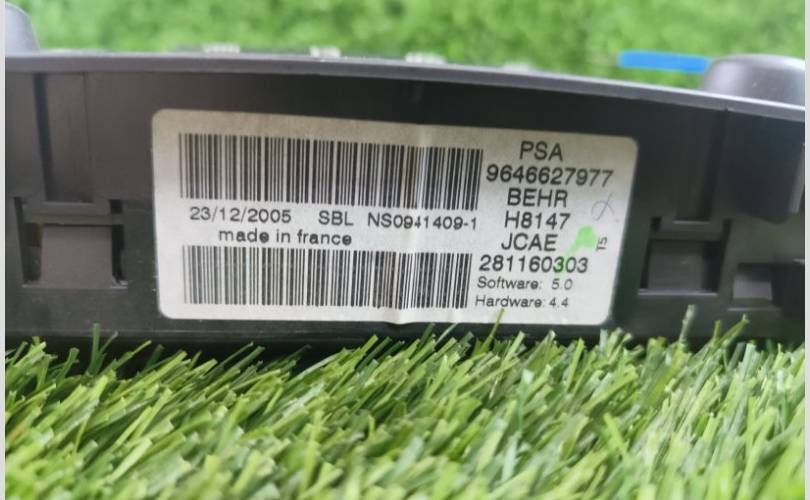 PSA
9646627977
BEHR
H8147
JCAE
281160303
Software: 5.0
Hardware: 4.4
T5
23/12/2005 SBL NS0941409-1
made in france